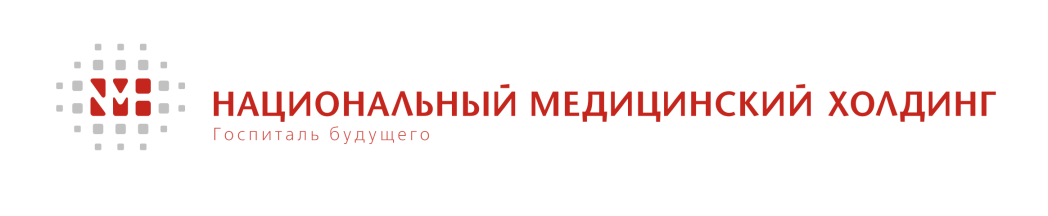 НАЦИОНАЛЬНЫЙ МЕДИЦИНСКИЙ ХОЛДИНГ
Госпиталь будущего